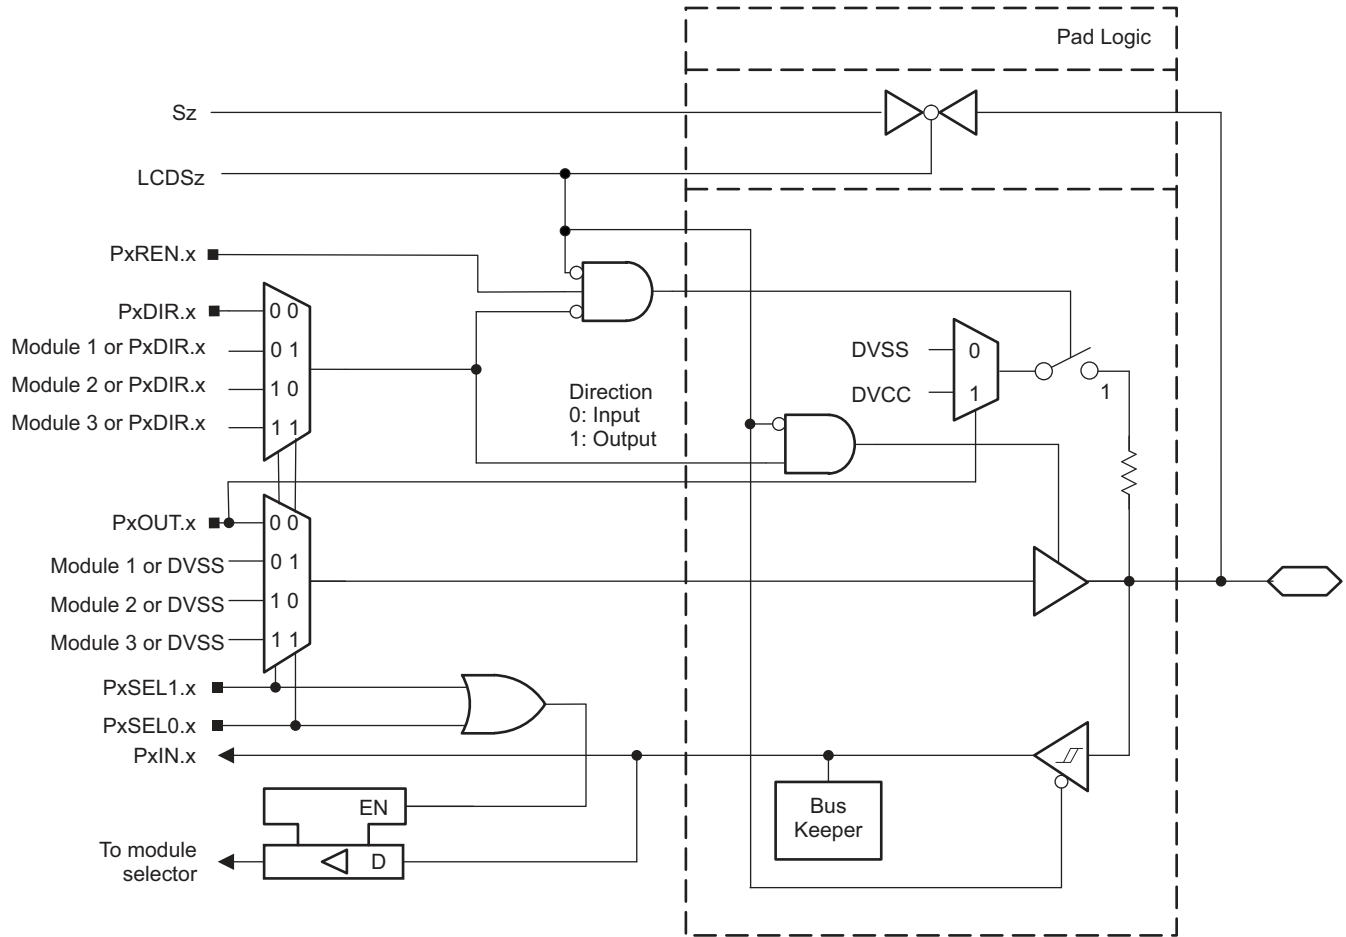 Pad Logic
Sz
LCDSz
PxREN.x
PxDIR.x
0 0
Module 1 or PxDIR.x
0 1
Module 2 or PxDIR.x
1 0
Module 3 or PxDIR.x
1 1
Direction
0: Input
1: Output
DVSS
0
DVCC
1
1
PxOUT.x
0 0
Module 1 or DVSS
0 1
Module 2 or DVSS
1 0
Module 3 or DVSS
1 1
PxSEL1.x
PxSEL0.x
PxIN.x
EN
Bus
Keeper
To module
selector
D